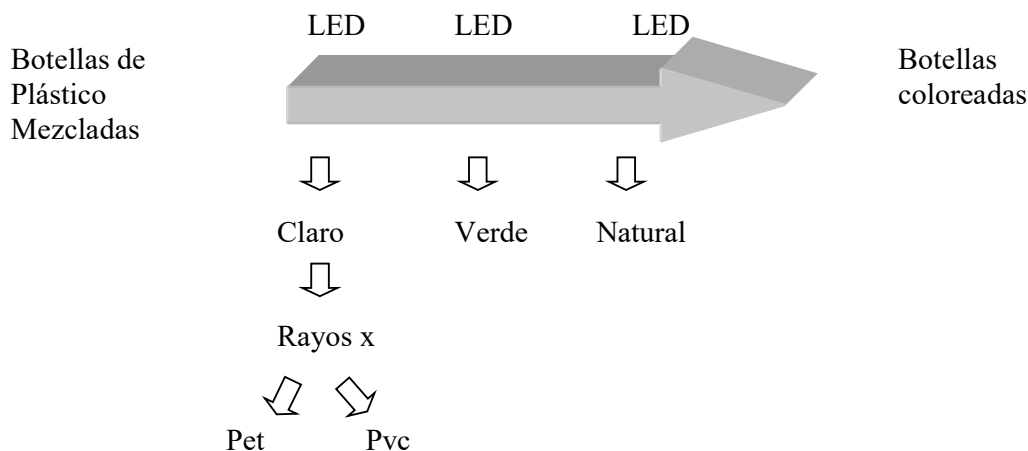 LED LED LED
Botellas de
Plástico
Mezcladas
Botellas
coloreadas
Claro Verde Natural
Rayos x
Pet Pvc